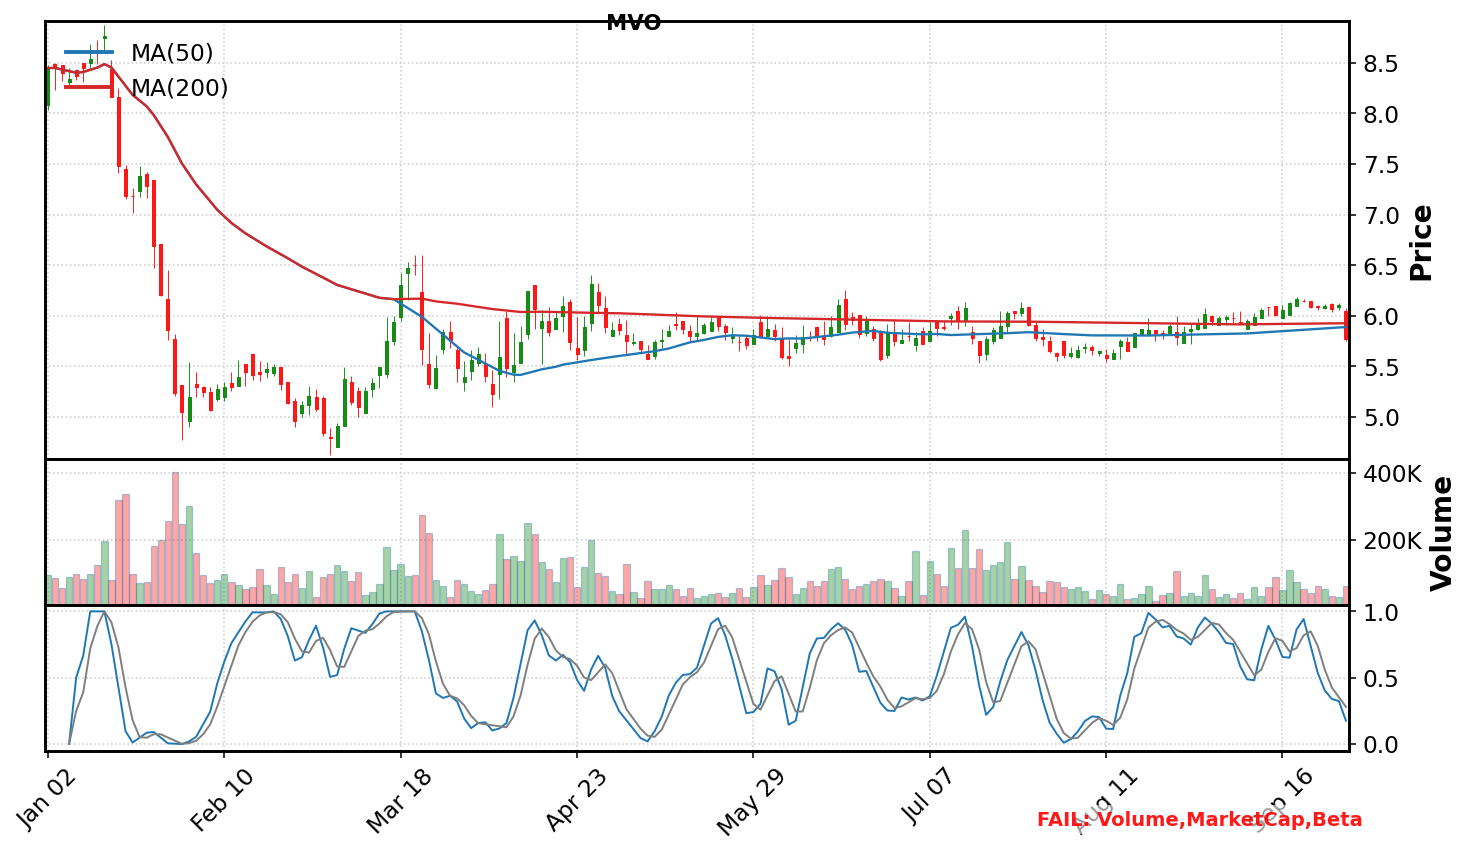 MVO
MA(50)
MA(200)
8.5
8.0
7.5
7.0
6.5
6.0
5.5
5.0
Price
400K
200K
Volume
1.0
0.5
0.0
Jan 02
Feb 10
Mar 18
Apr 23
May 29
Jul 07
Aug 11
Sep 16
FAIL: Volume,MarketCap,Beta